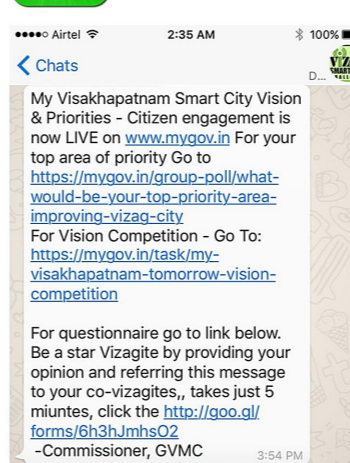 Airtel 2:35 AM 100%
Chats
VIZ
SMART
D...
My Visakhapatnam Smart City Vision
& Priorities - Citizen engagement is
now LIVE on www.mygov.in For your
top area of priority Go to
https://mygov.in/group-poll/what-
would-be-your-top-priority-area-
improving-vizag-city
For Vision Competition - Go To:
https://mygov.in/task/my-
visakhapatnam-tomorrow-vision-
competition
For questionnaire go to link below.
Be a star Vizagite by providing your
opinion and referring this message
to your co-vizagites,, takes just 5
miuntes, click the http://goo.gl/
forms/6h3hJmhsO2
-Commissioner, GVMC
3:54 PM